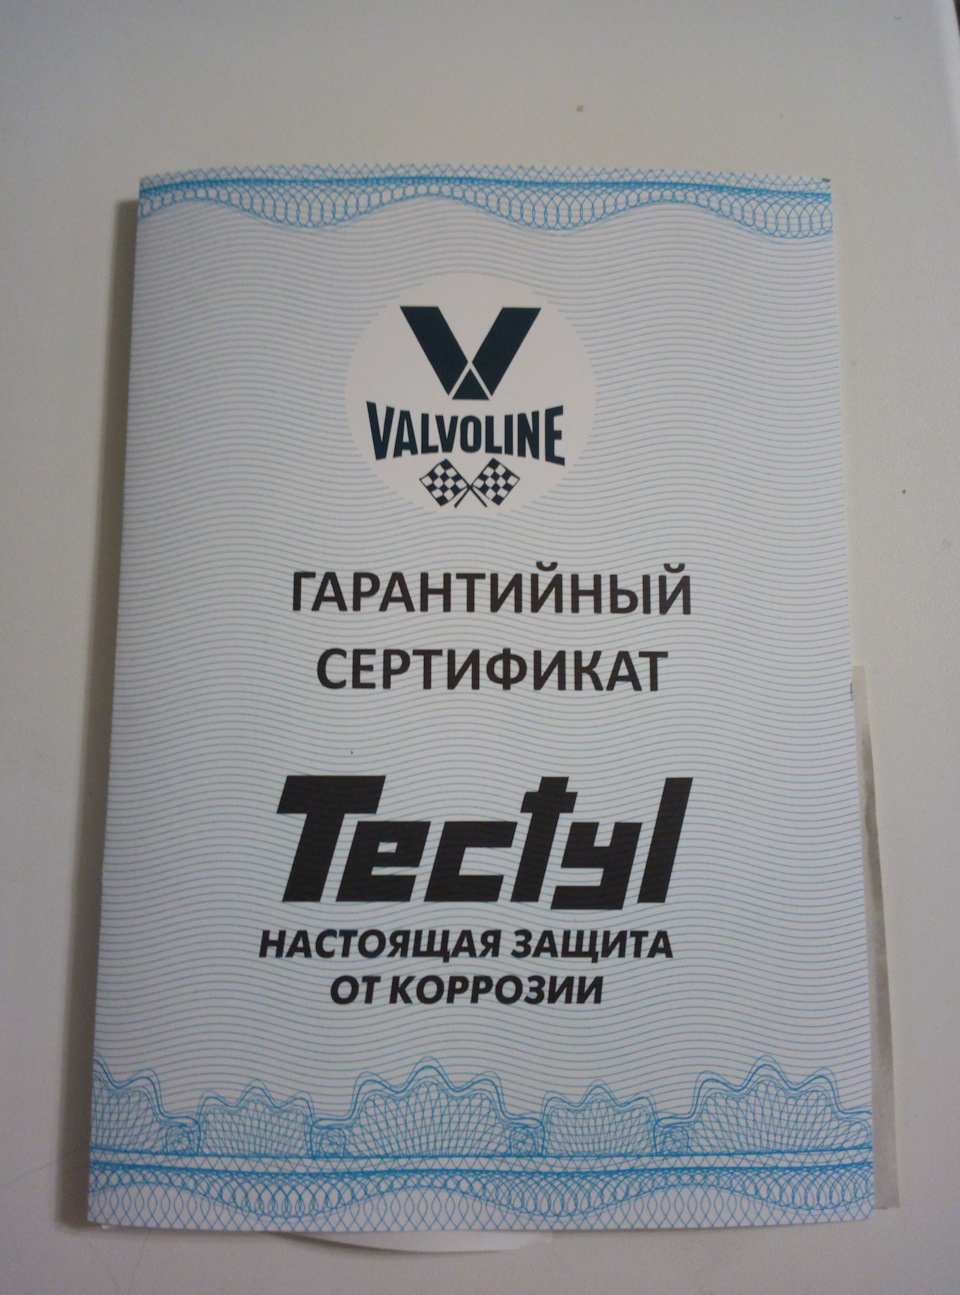 VALVOLINE
ГАРАНТИЙНЫЙ
СЕРТИФИКАТ
Tectyl
НАСТОЯЩАЯ ЗАЩИТА
ОТ КОРРОЗИИ